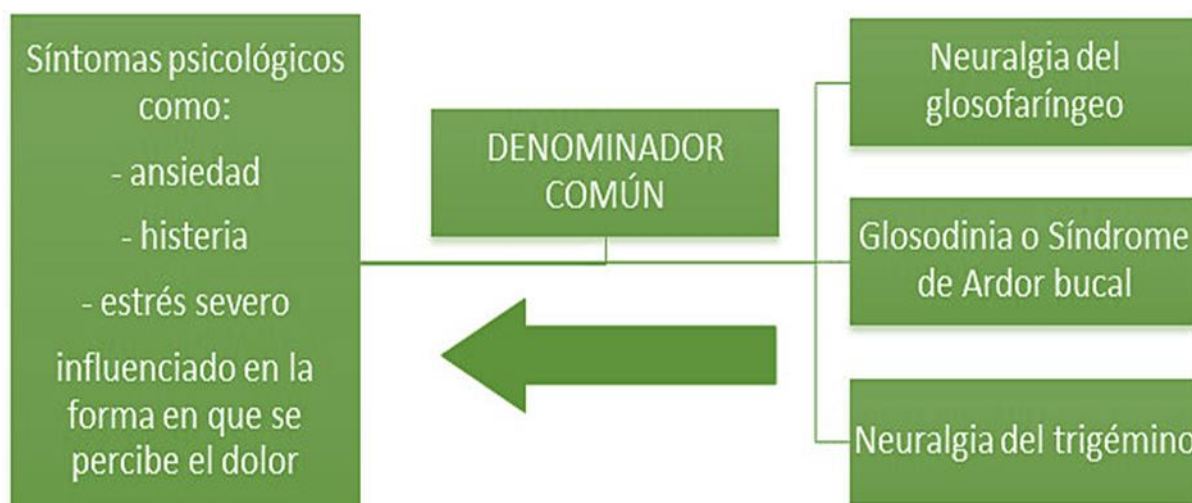 Síntomas psicológicos
como:
- ansiedad
- histeria
- estrés severo
influenciado en la
forma en que se
percibe el dolor
DENOMINADOR
COMÚN
Neuralgia del
glosofaríngeo
Glosodinia o Síndrome
de Ardor bucal
Neuralgia del trigémino